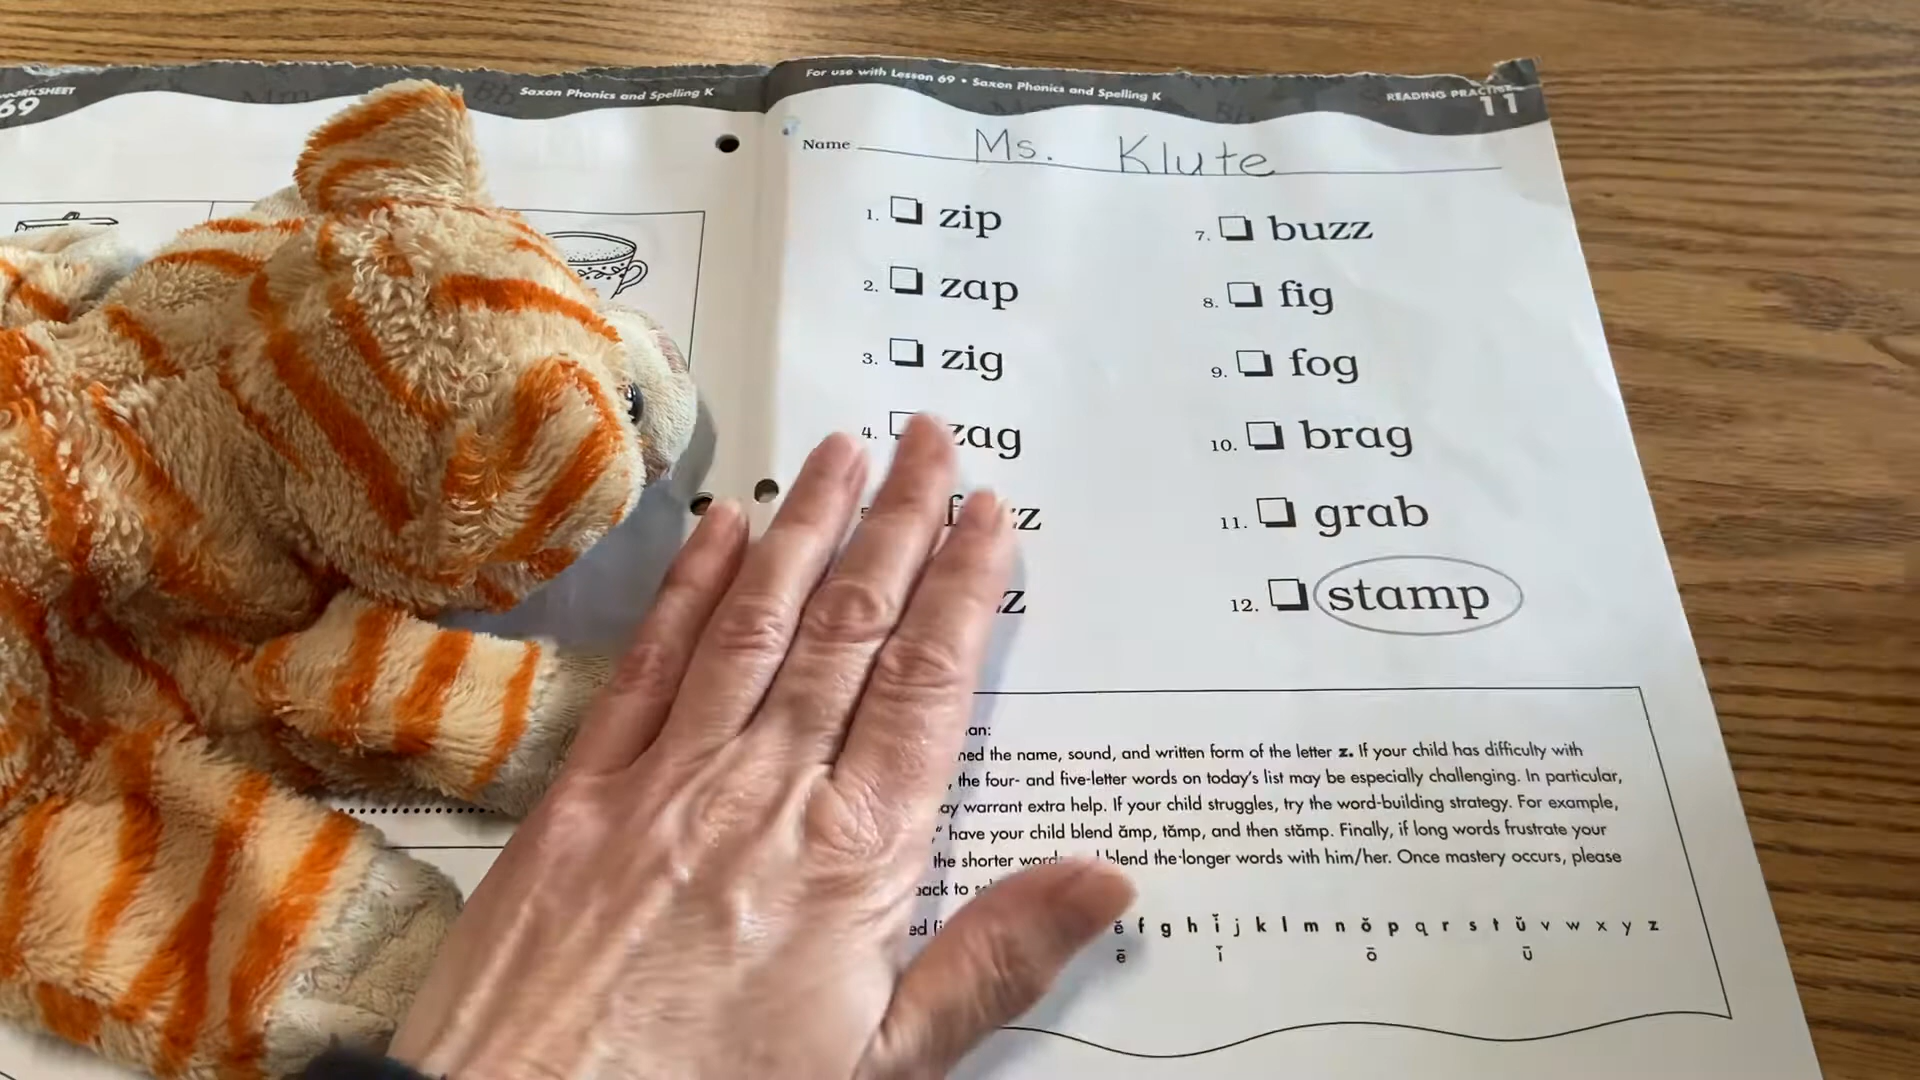 WORKSHEET
69
Saxon Phonics and Spelling K
For use with Lesson 69 • Saxon Phonics and Spelling K
READING PRACTICE
11
Name Ms. Klute
1. zip
2. zap
3. zig
4. zag
7. buzz
8. fig
9. fog
10. brag
11. grab
12. stamp
the name, sound, and written form of the letter z. If your child has difficulty with
, the four- and five-letter words on today's list may be especially challenging. In particular,
warrant extra help. If your child struggles, try the word-building strategy. For example,
," have your child blend ămp, tămp, and then stămp. Finally, if long words frustrate your
the shorter blend the longer words with him/her. Once mastery occurs, please
to
ĕ f g h ĭ j k l m n ŏ p q r s t ŭ v w x y z
ē ī ō ū